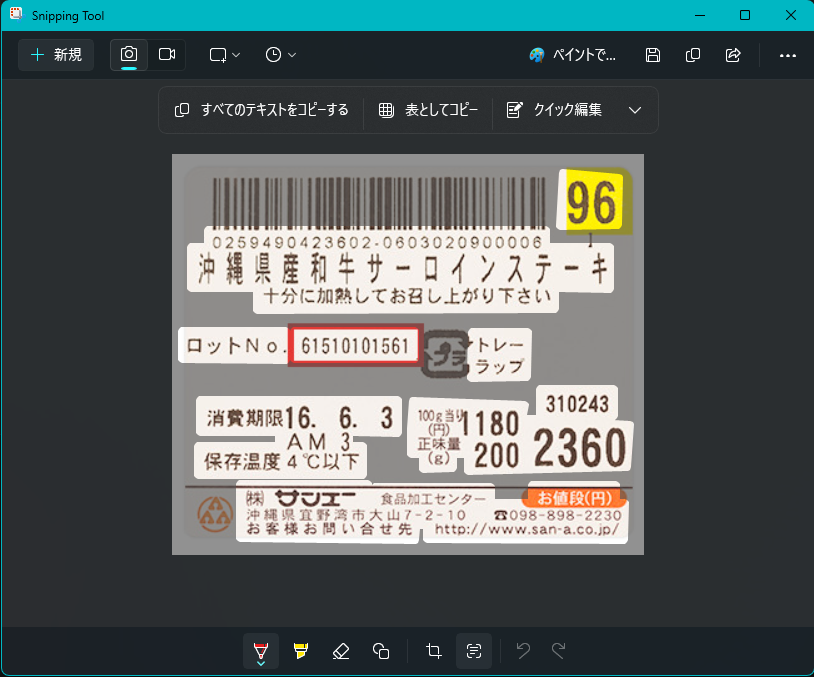 Snipping Tool
新規
ペイントで...
すべてのテキストをコピーする
表としてコピー
クイック編集
96
0259490423602-0603020900006
沖縄県産和牛サーロインステーキ
十分に加熱してお召し上がり下さい
ロットNo. 61510101561
プラ
トレー
ラップ
消費期限16. 6. 3
AM 3
保存温度4℃以下
100g当り(円) 1180
正味量(g) 200
310243
2360
お値段(円)
(株) サンエー 食品加工センター
沖縄県宜野湾市大山7-2-10 ☎098-898-2230
お客様お問い合せ先 http://www.san-a.co.jp/